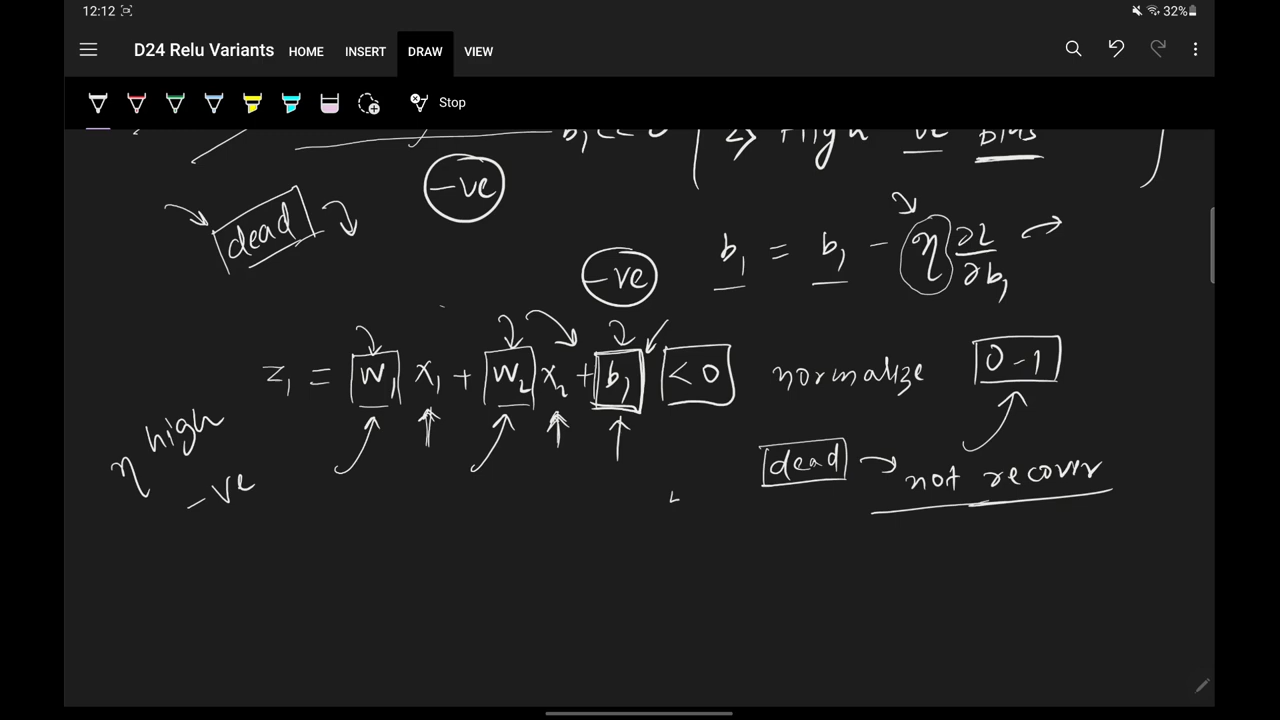 12:12 32%
D24 Relu Variants HOME INSERT DRAW VIEW
Stop
2) High -ve Bias
-ve
dead
b₁ = b₁ - η ∂L/∂b₁
-ve
z₁ = w₁ x₁ + w₂ x₂ + b₁ < 0 normalize 0-1
η high
-ve
dead → not recover